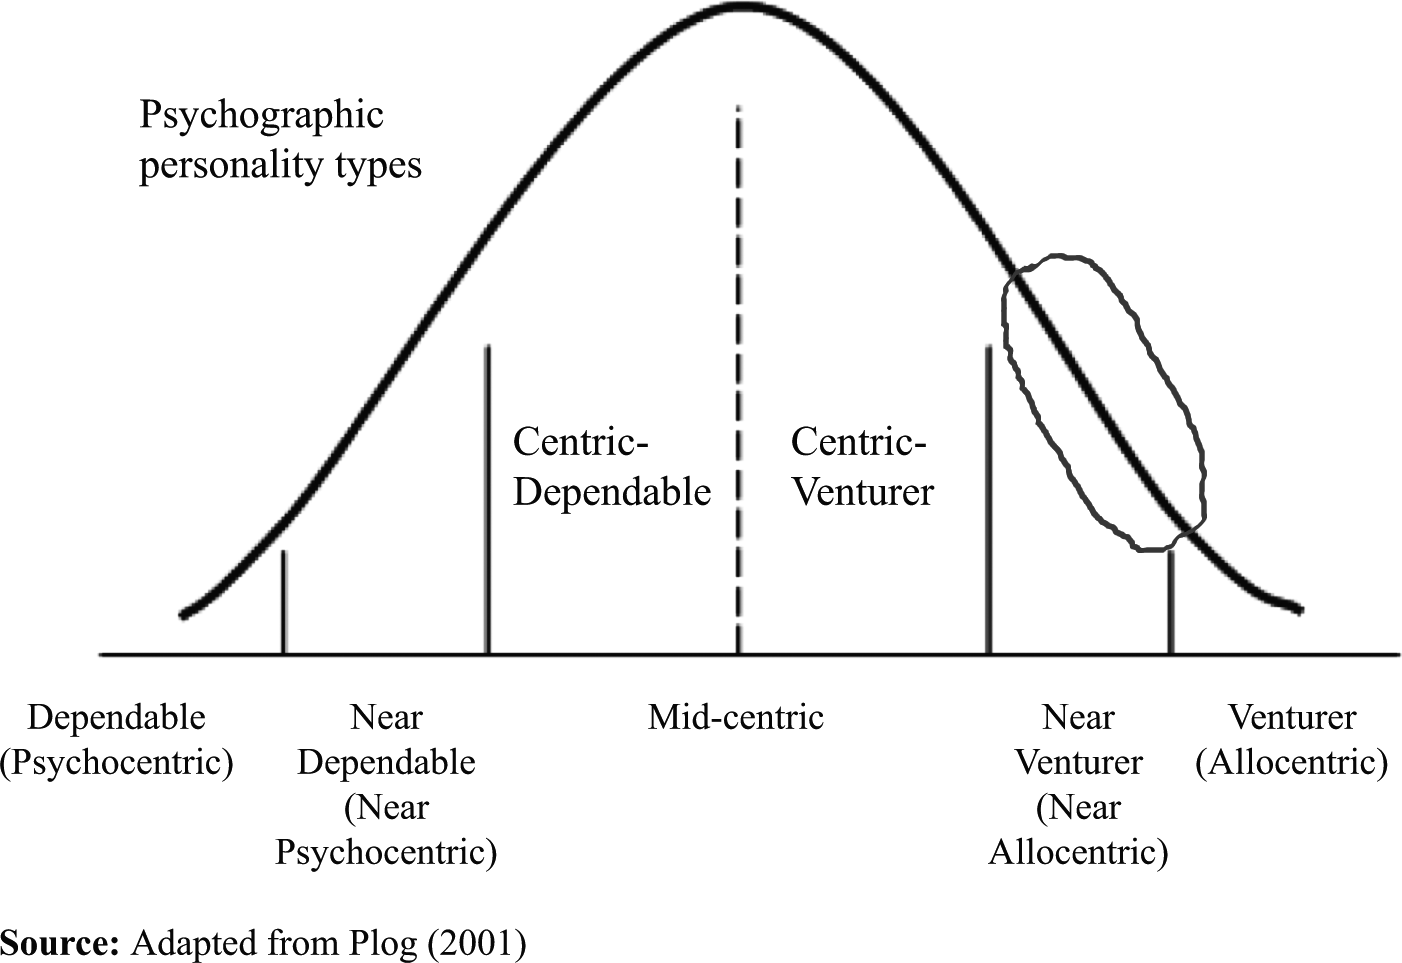 Psychographic
personality types
Centric-
Dependable
Centric-
Venturer
Dependable
(Psychocentric)
Near
Dependable
(Near
Psychocentric)
Mid-centric
Near
Venturer
(Near
Allocentric)
Venturer
(Allocentric)
Source: Adapted from Plog (2001)